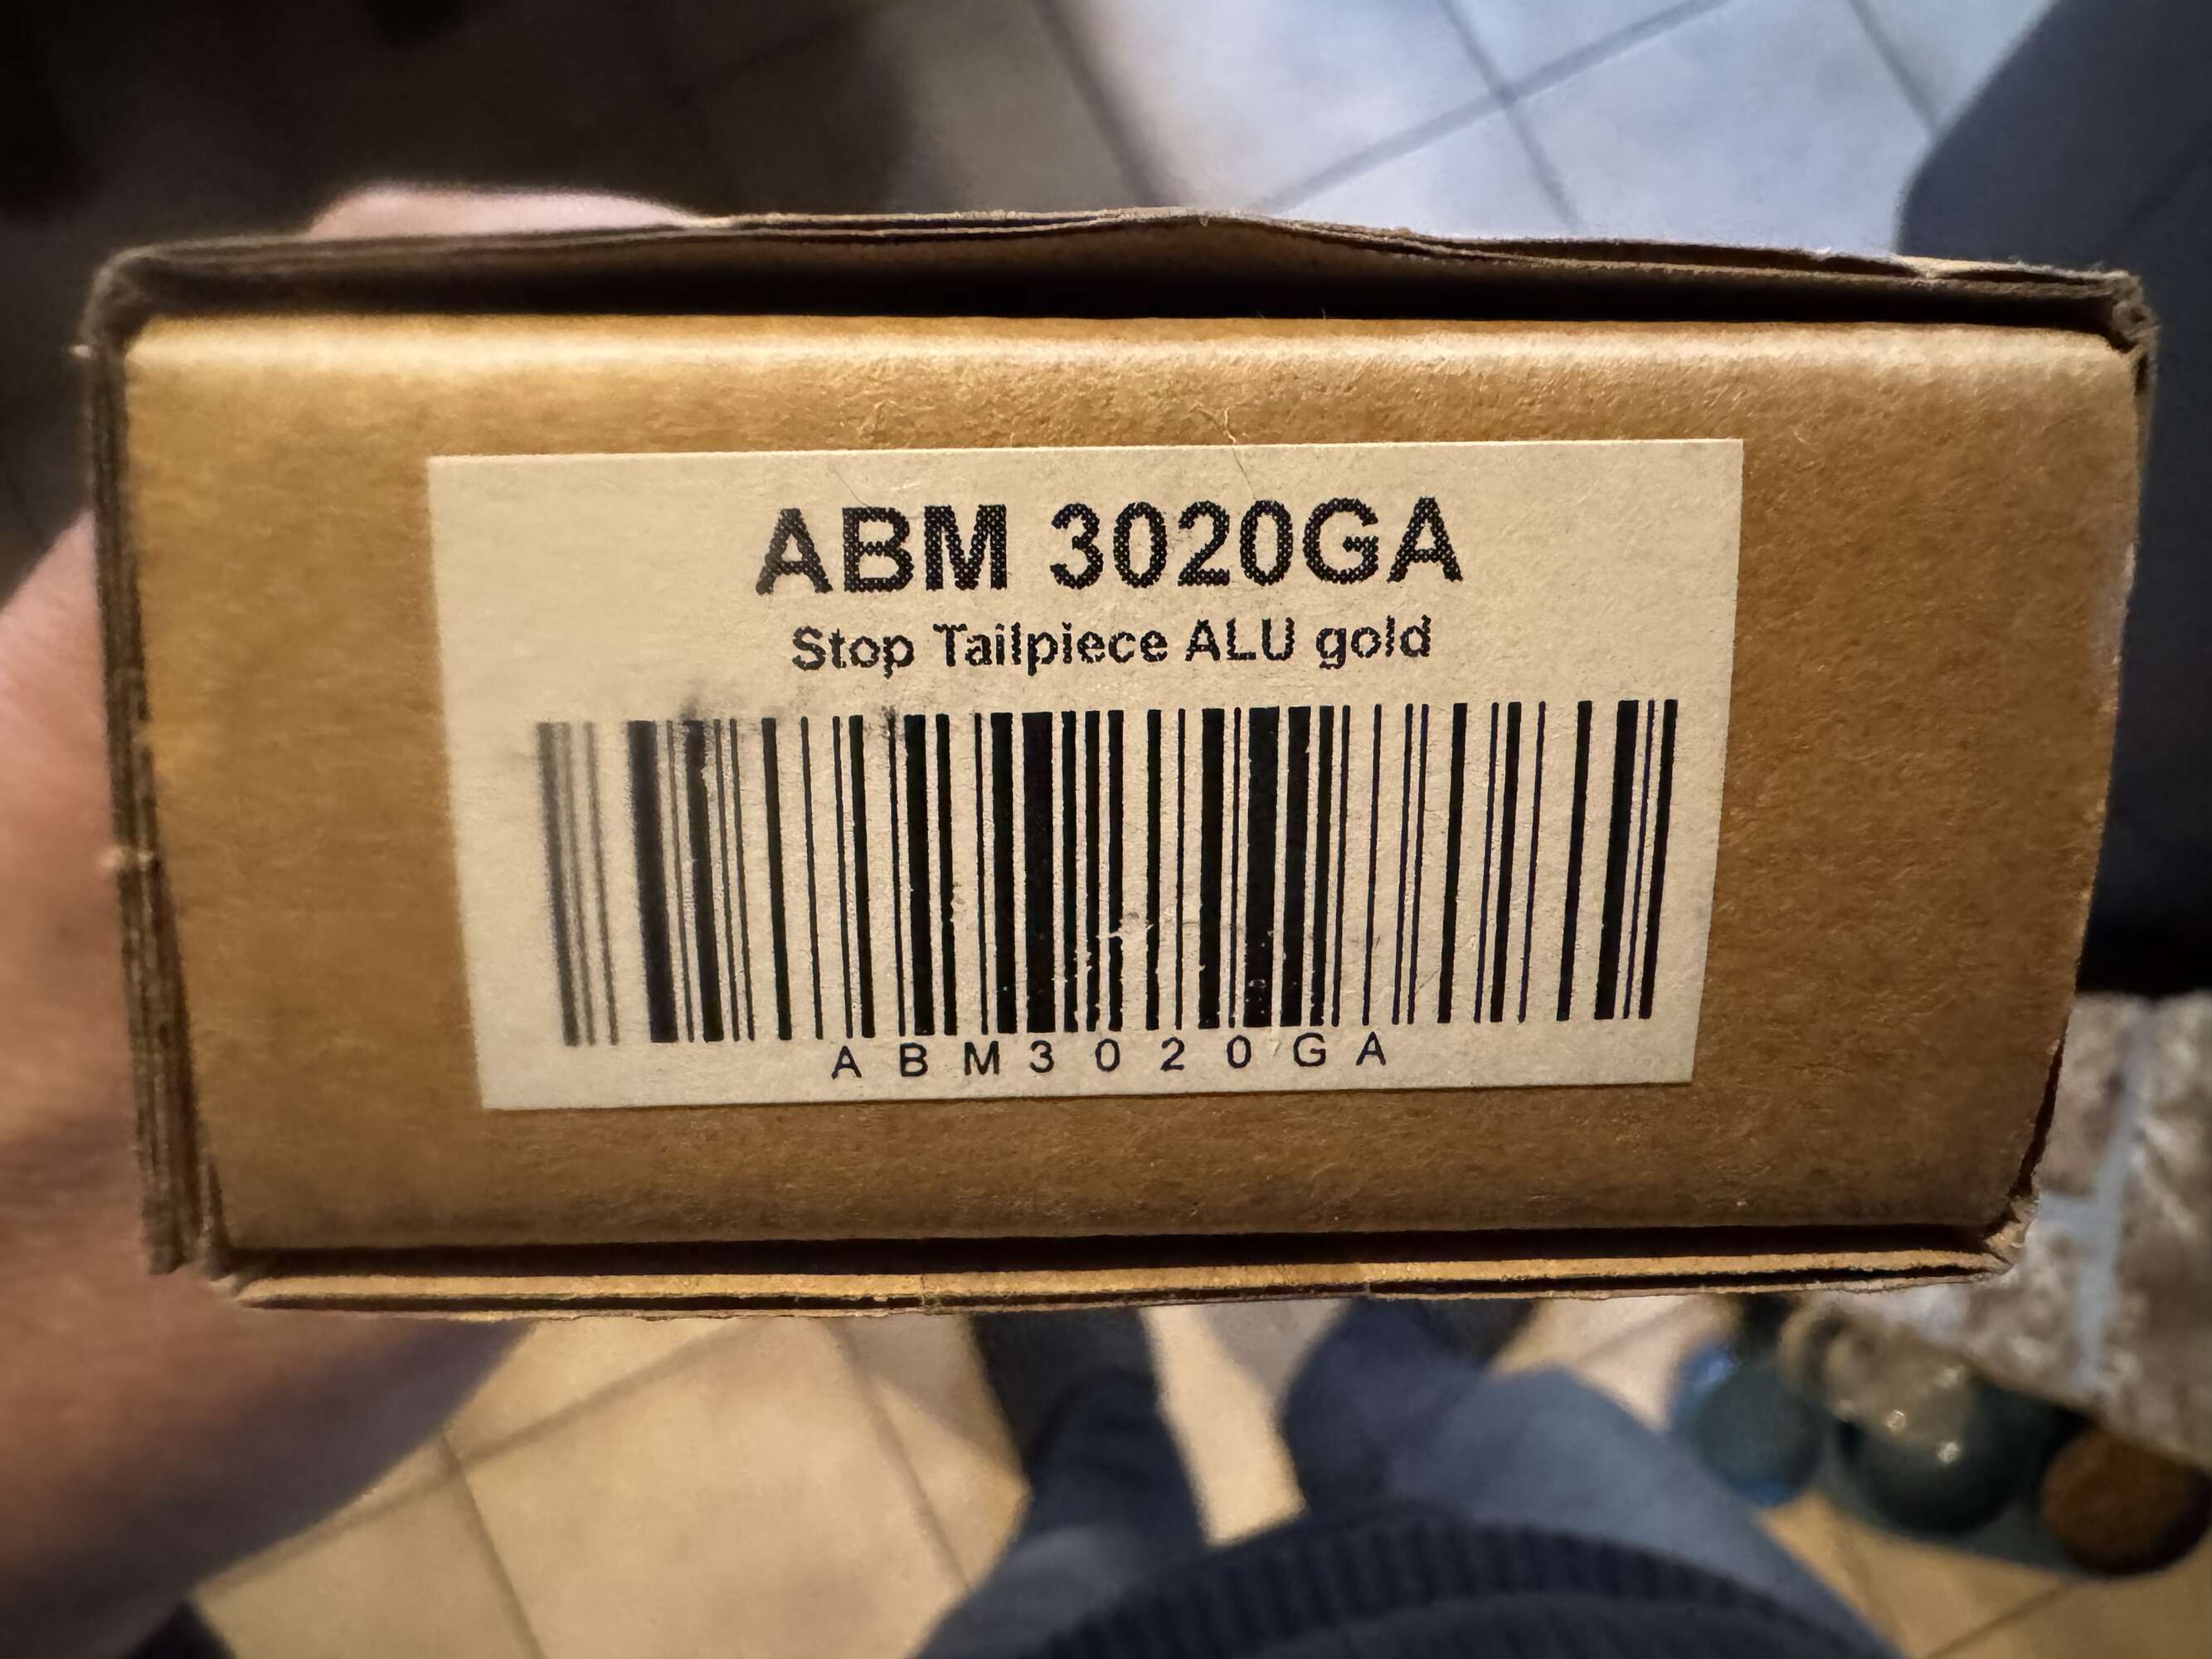 ABM 3020GA
Stop Tailpiece ALU gold
ABM3020GA